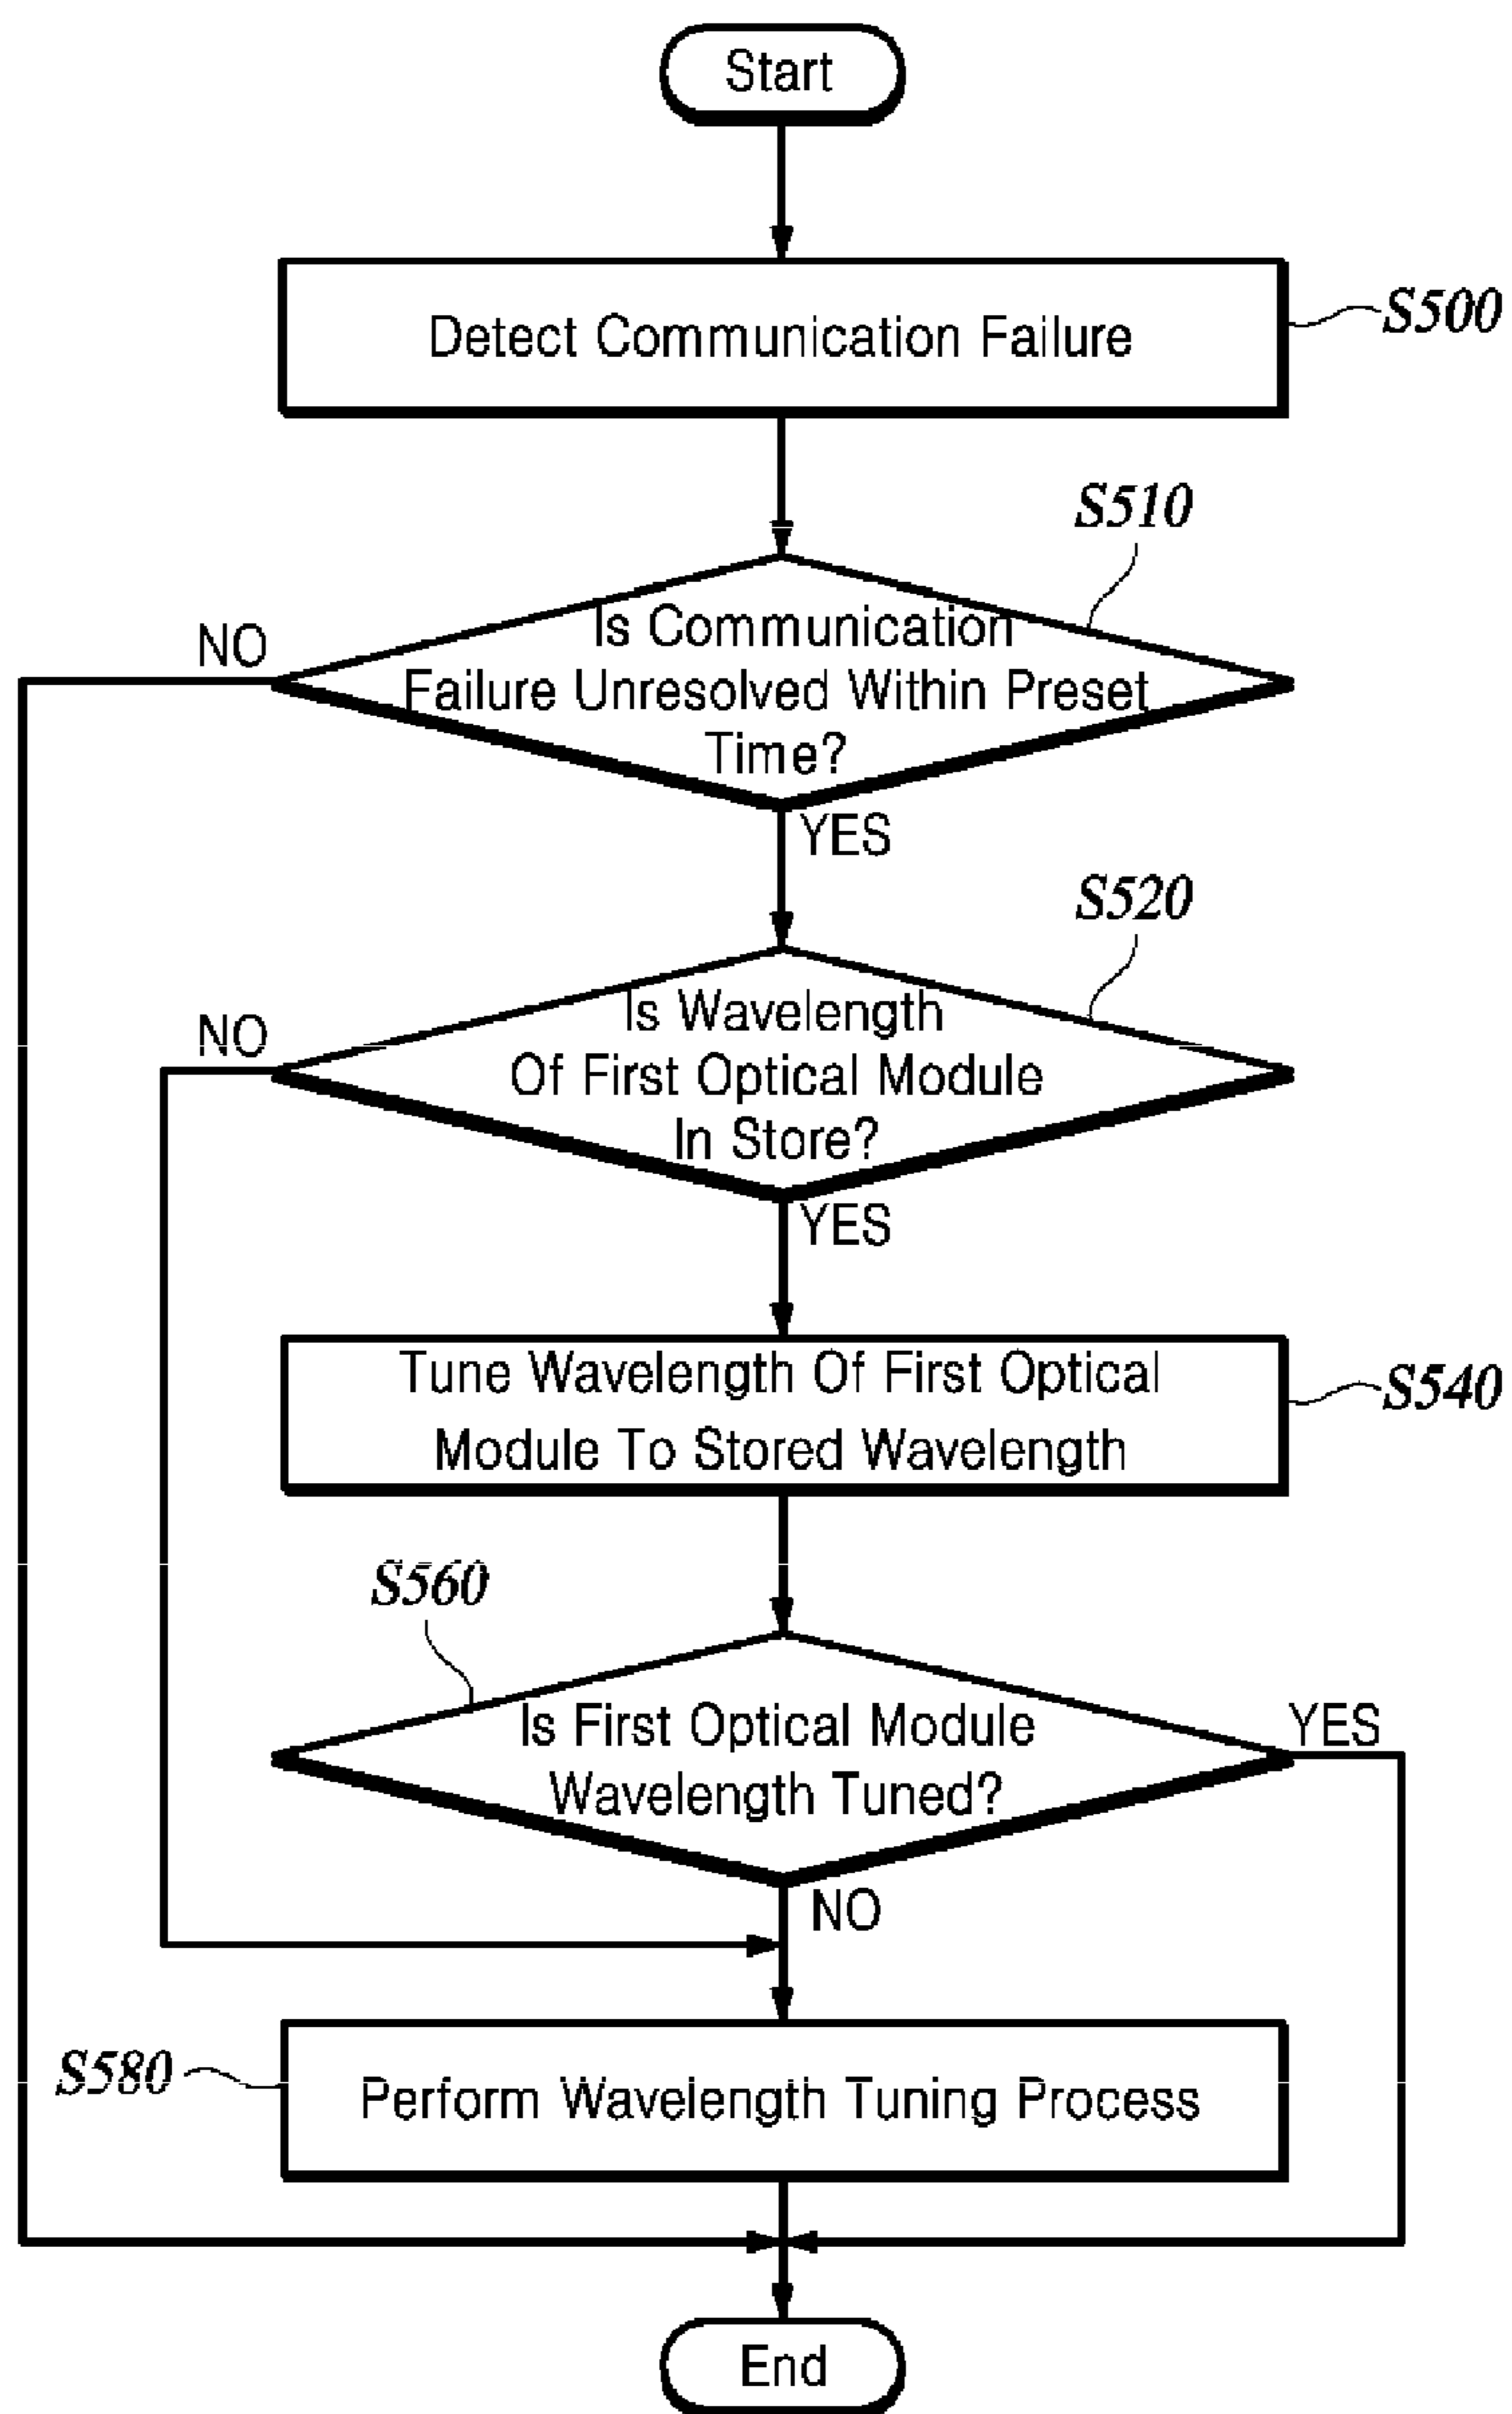 Start
Detect Communication Failure
S500
S510
NO
Is Communication
Failure Unresolved Within Preset
Time?
YES
S520
NO
Is Wavelength
Of First Optical Module
In Store?
YES
Tune Wavelength Of First Optical
Module To Stored Wavelength
S540
S560
Is First Optical Module
Wavelength Tuned?
YES
NO
S580
Perform Wavelength Tuning Process
End